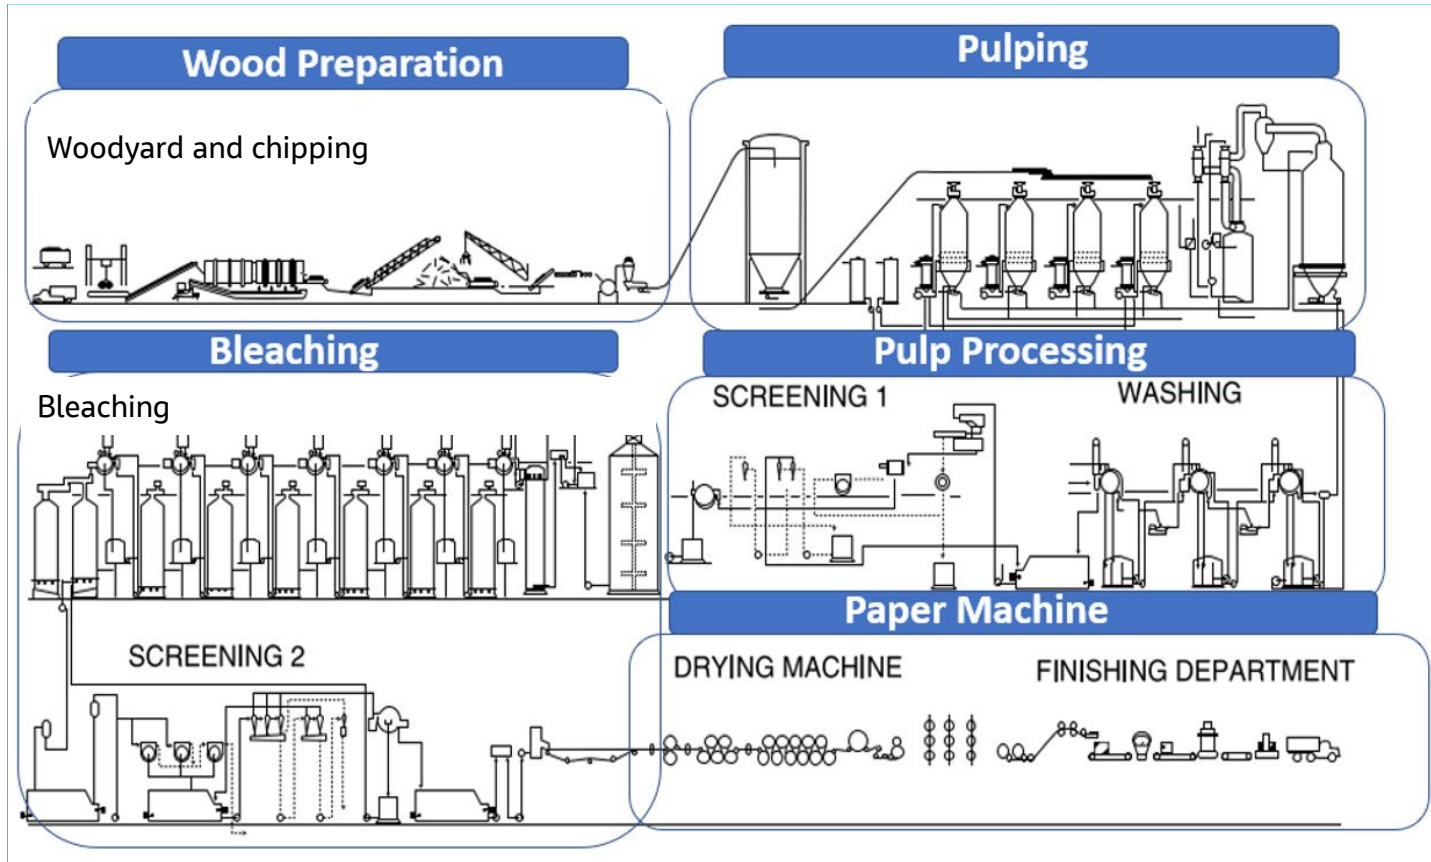 Wood Preparation
Pulping
Woodyard and chipping
Bleaching
Pulp Processing
Bleaching
SCREENING 1
WASHING
Paper Machine
SCREENING 2
DRYING MACHINE
FINISHING DEPARTMENT